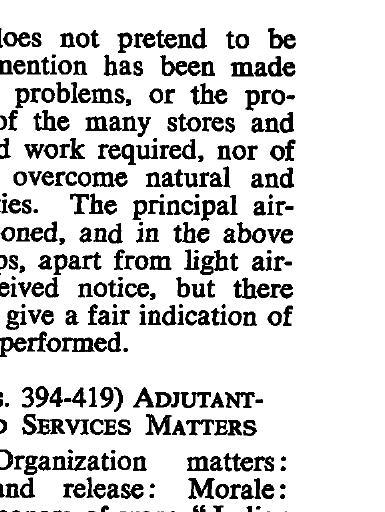 does not pretend to be
mention has been made
problems, or the pro-
of the many stores and
d work required, nor of
overcome natural and
ies. The principal air-
oned, and in the above
ps, apart from light air-
eived notice, but there
give a fair indication of
performed.
s. 394-419) ADJUTANT-
D SERVICES MATTERS
Organization matters:
and release: Morale: